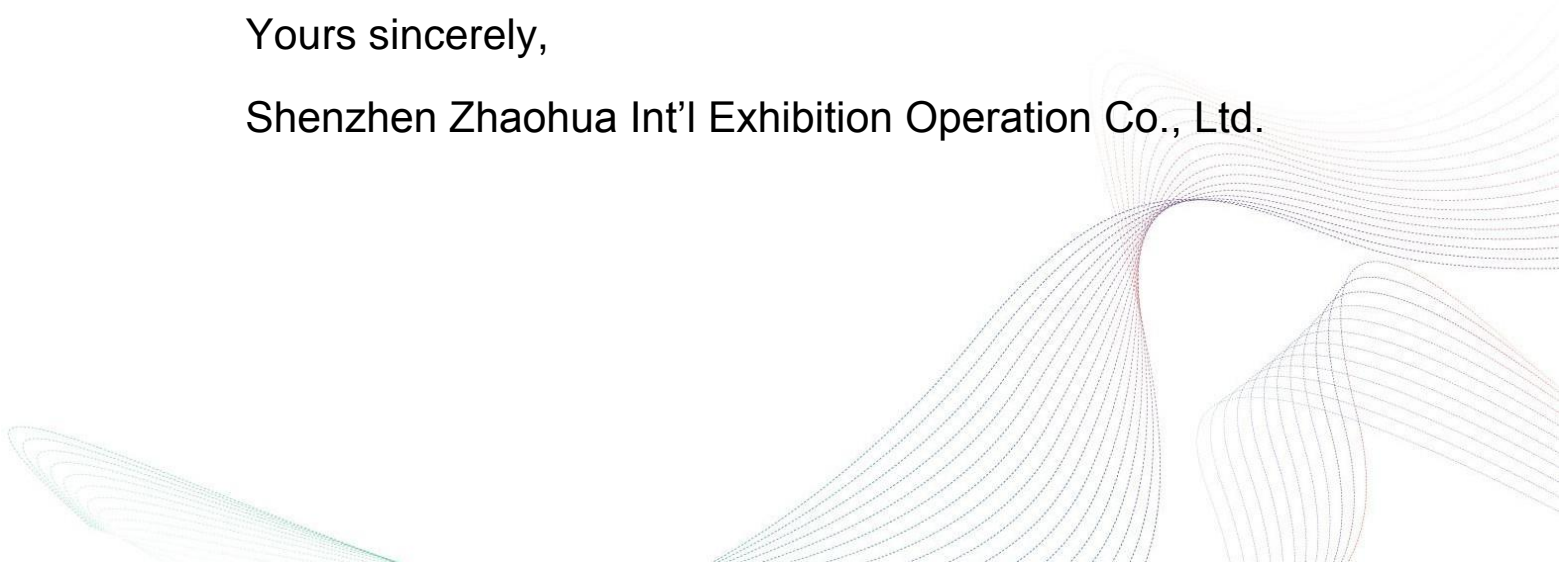 Yours sincerely,
Shenzhen Zhaohua Int’l Exhibition Operation Co., Ltd.